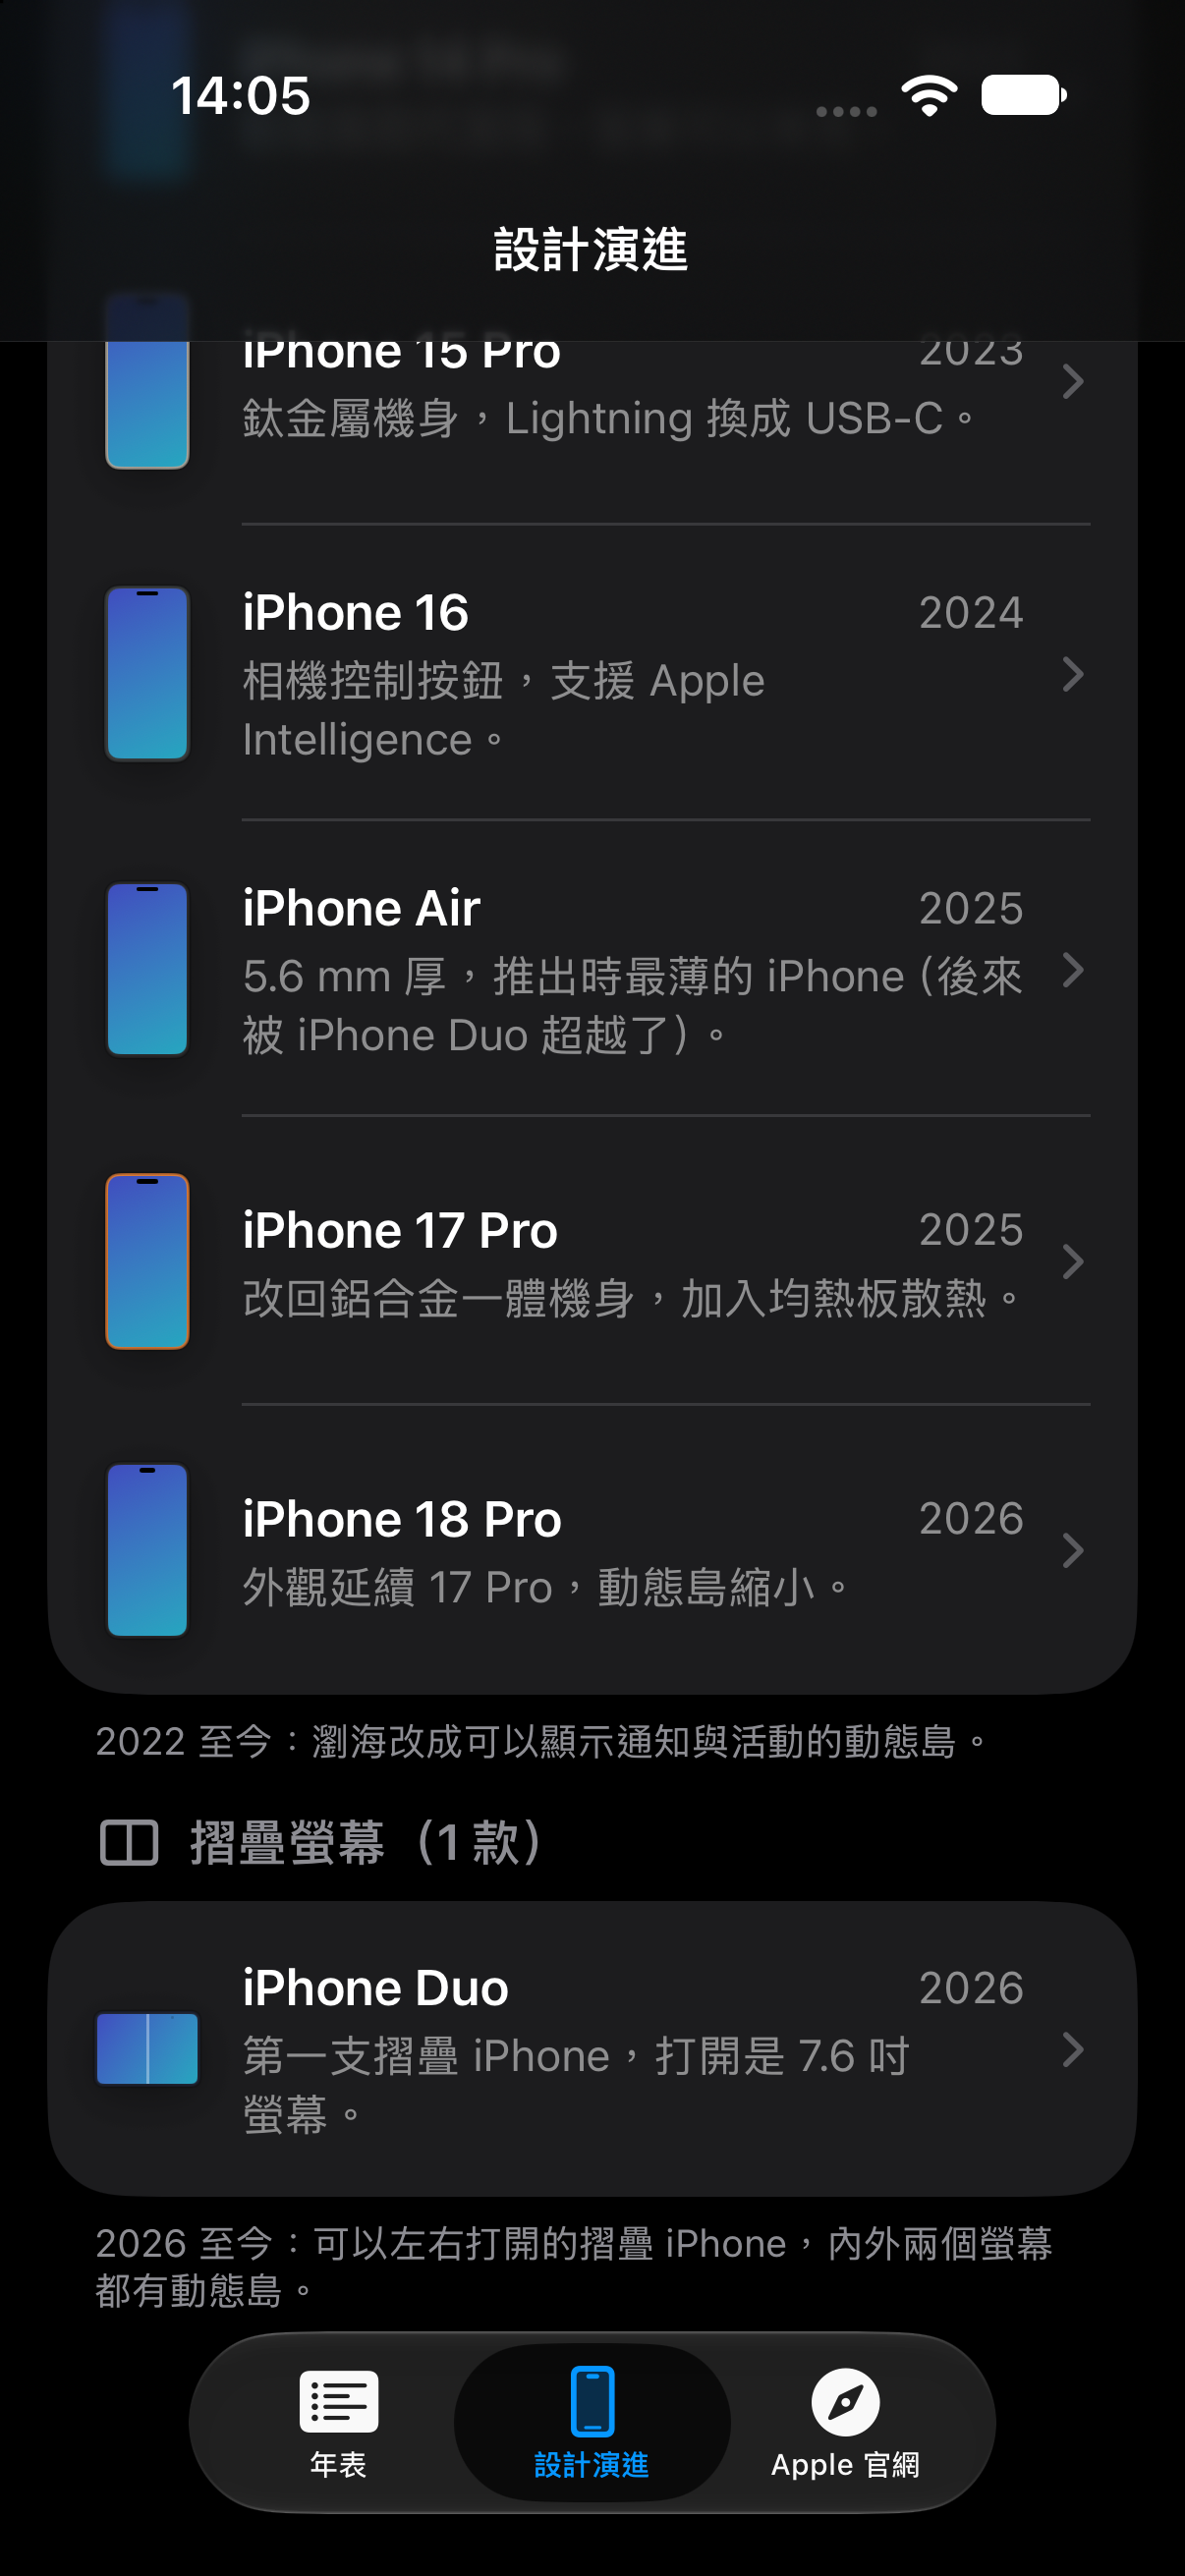 14:05
設計演進
iPhone 15 Pro 2023
鈦金屬機身，Lightning 換成 USB-C。
iPhone 16 2024
相機控制按鈕，支援 Apple
Intelligence。
iPhone Air 2025
5.6 mm 厚，推出時最薄的 iPhone（後來
被 iPhone Duo 超越了）。
iPhone 17 Pro 2025
改回鋁合金一體機身，加入均熱板散熱。
iPhone 18 Pro 2026
外觀延續 17 Pro，動態島縮小。
2022 至今：瀏海改成可以顯示通知與活動的動態島。
摺疊螢幕（1 款）
iPhone Duo 2026
第一支摺疊 iPhone，打開是 7.6 吋
螢幕。
2026 至今：可以左右打開的摺疊 iPhone，內外兩個螢幕
都有動態島。
年表
設計演進
Apple 官網